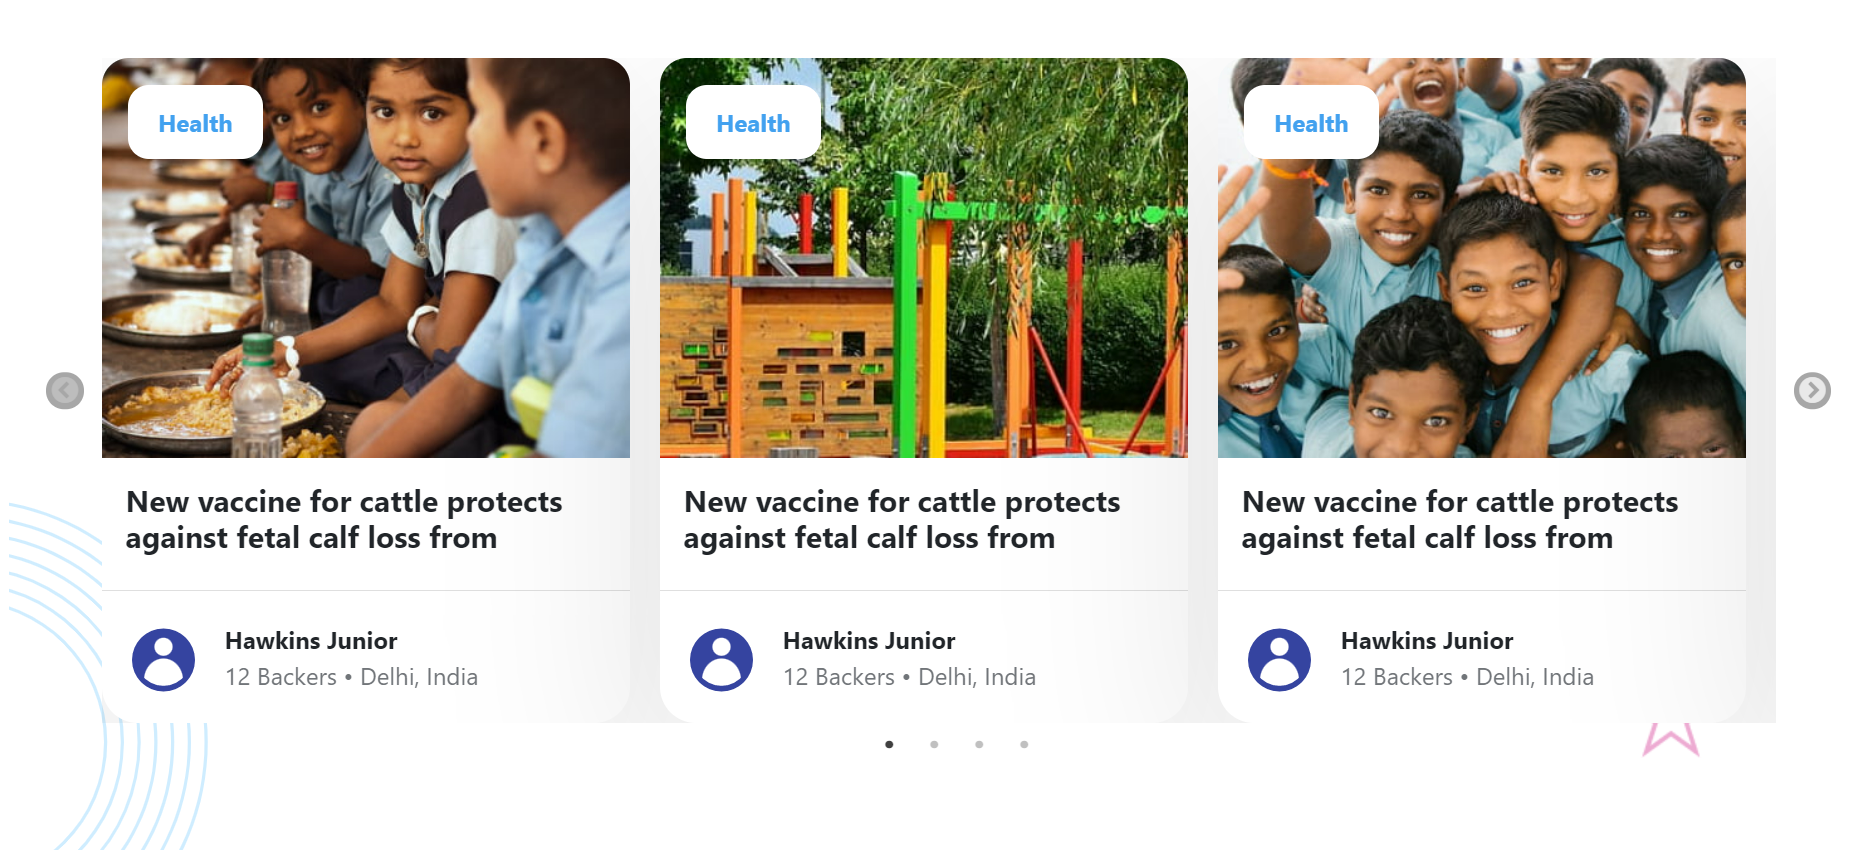 Health
New vaccine for cattle protects
against fetal calf loss from
Hawkins Junior
12 Backers • Delhi, India
Health
New vaccine for cattle protects
against fetal calf loss from
Hawkins Junior
12 Backers • Delhi, India
Health
New vaccine for cattle protects
against fetal calf loss from
Hawkins Junior
12 Backers • Delhi, India